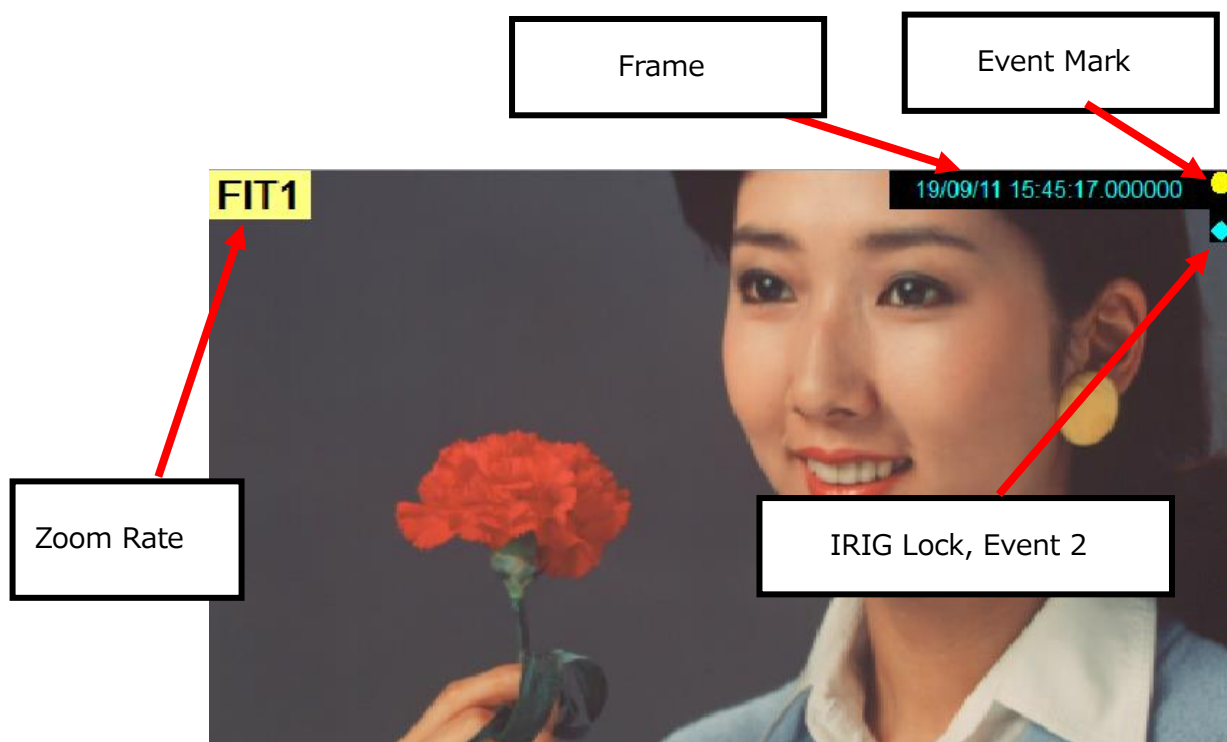 Frame
Event Mark
FIT1
19/09/11 15:45:17.000000
Zoom Rate
IRIG Lock, Event 2